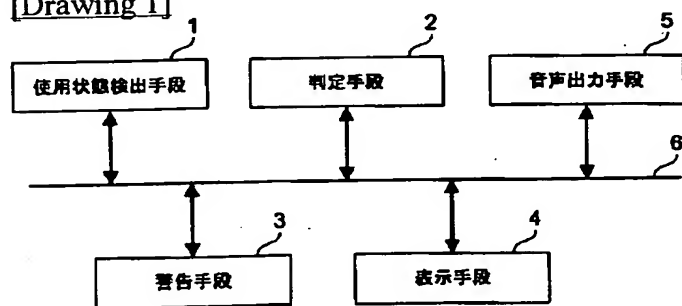 [Drawing 1]
1
2
5
使用状態検出手段
判定手段
音声出力手段
6
3
4
警告手段
表示手段